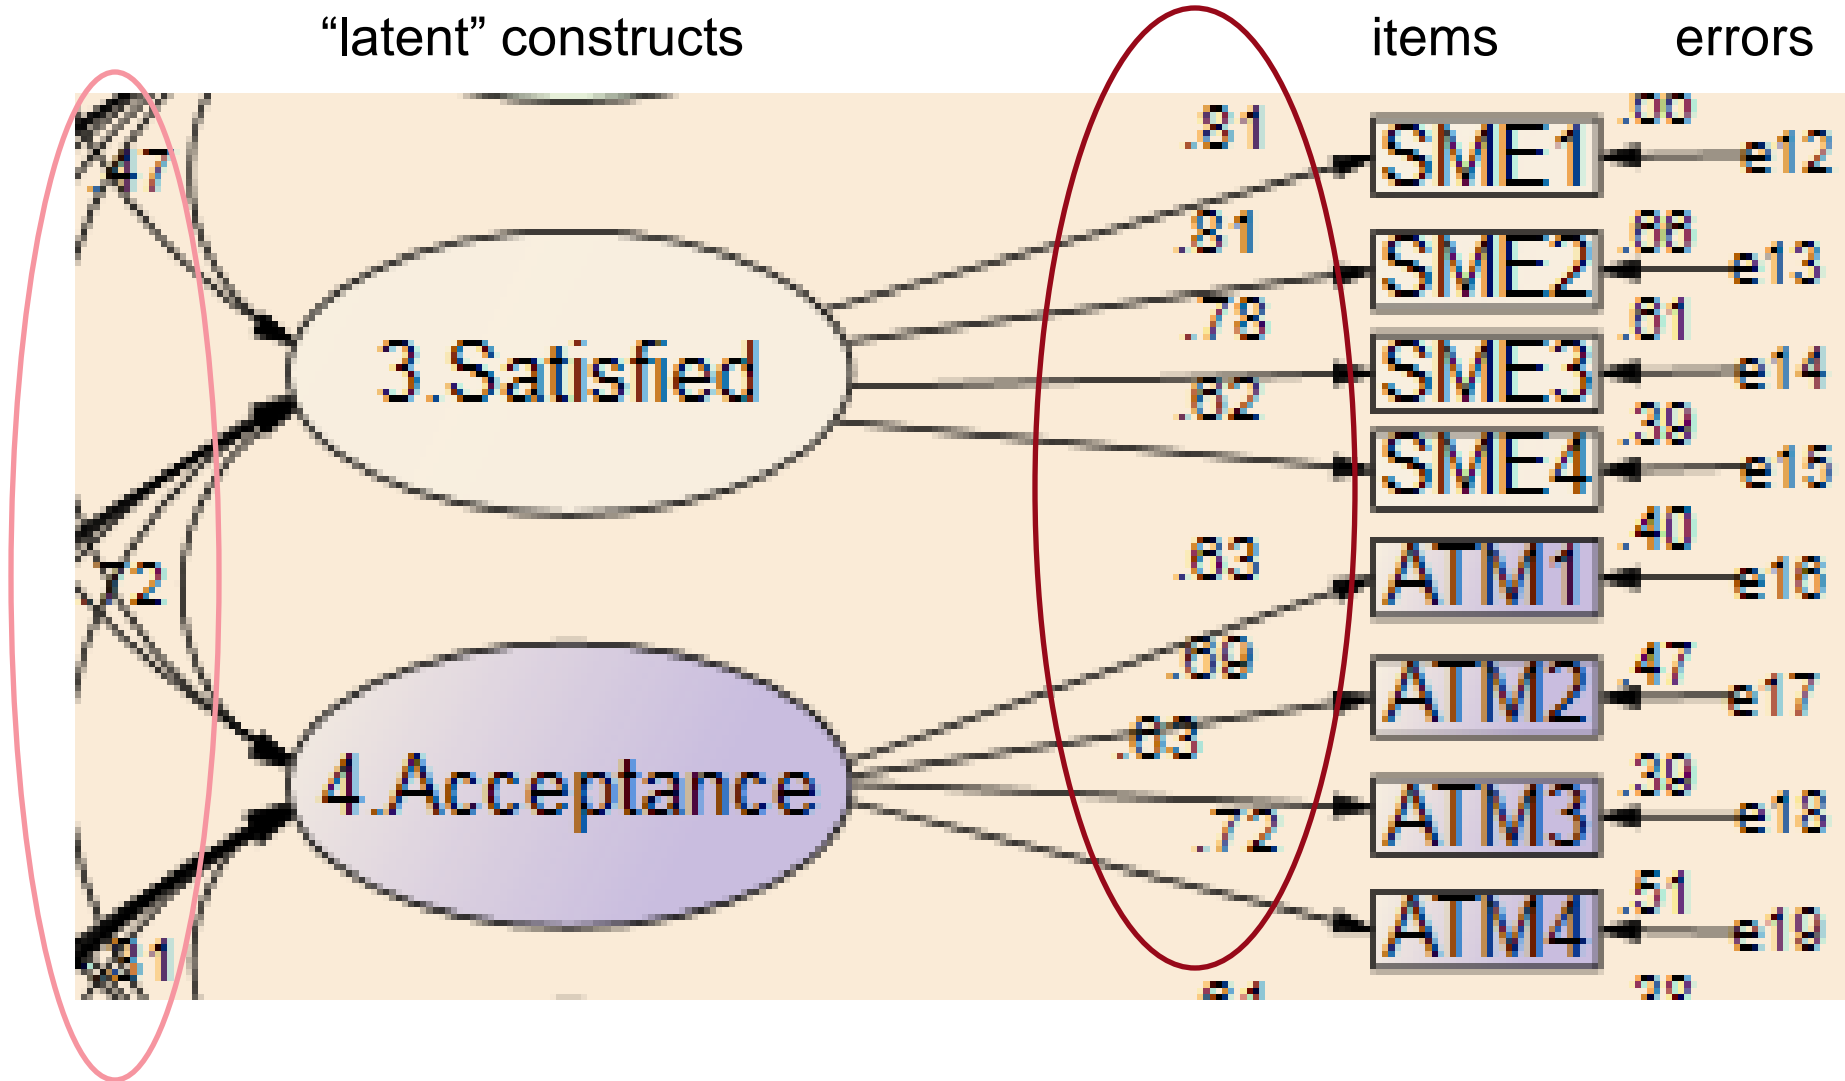 “latent” constructs items errors
.81 SME1 e12
.47
.81 SME2 .66 e13
.78 SME3 .61 e14
3.Satisfied
.62 SME4 .39 e15
.63 ATM1 .40 e16
.69 ATM2 .47 e17
.63 ATM3 .39 e18
4.Acceptance
.72 ATM4 .51 e19